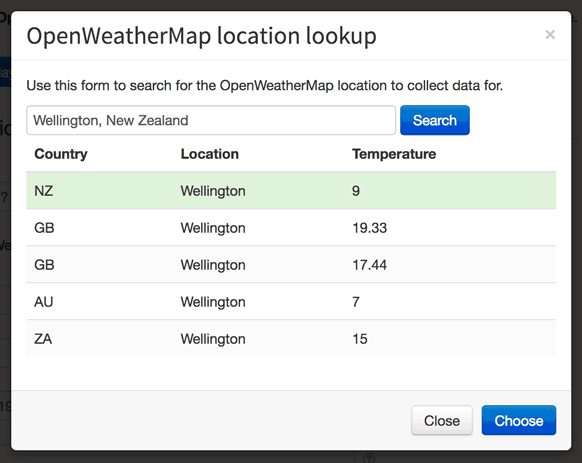 OpenWeatherMap location lookup ×
Use this form to search for the OpenWeatherMap location to collect data for.
Wellington, New Zealand Search
Country Location Temperature
NZ Wellington 9
GB Wellington 19.33
GB Wellington 17.44
AU Wellington 7
ZA Wellington 15
Close Choose